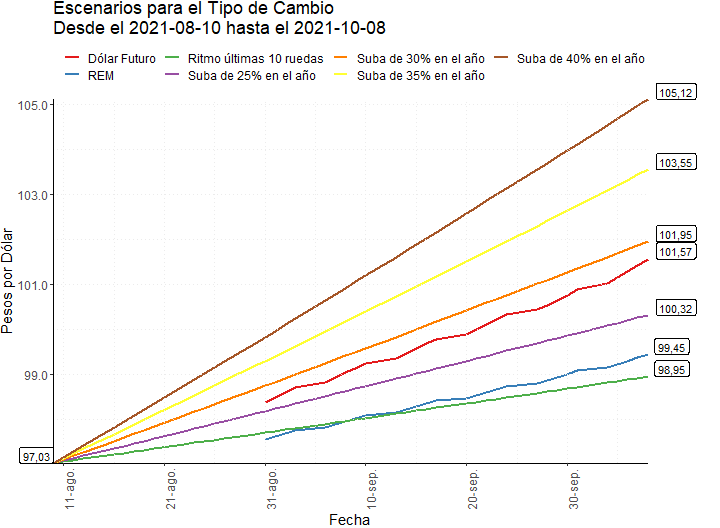 Escenarios para el Tipo de Cambio
Desde el 2021-08-10 hasta el 2021-10-08
Dólar Futuro
Ritmo últimas 10 ruedas
Suba de 30% en el año
Suba de 40% en el año
REM
Suba de 25% en el año
Suba de 35% en el año
Pesos por Dólar
105.0
103.0
101.0
99.0
97,03
105,12
103,55
101,95
101,57
100,32
99,45
98,95
11-ago.
21-ago.
31-ago.
10-sep.
20-sep.
30-sep.
Fecha